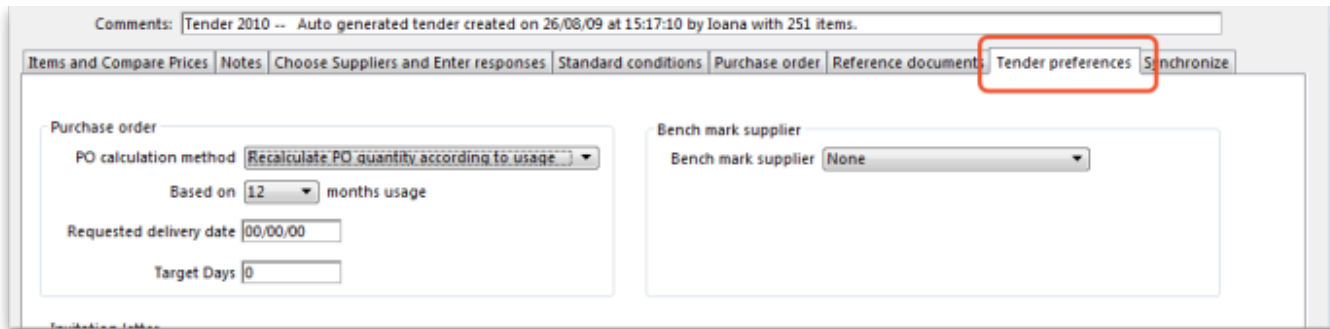 Comments: Tender 2010 -- Auto generated tender created on 26/08/09 at 15:17:10 by Ioana with 251 items.
Items and Compare Prices Notes Choose Suppliers and Enter responses Standard conditions Purchase order Reference documents Tender preferences Synchronize
Purchase order
PO calculation method Recalculate PO quantity according to usage
Based on 12 months usage
Requested delivery date 00/00/00
Target Days 0
Bench mark supplier
Bench mark supplier None
Invitation letter